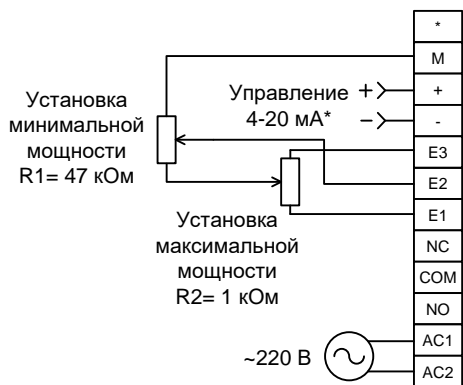 *
M
Установка
минимальной
мощности
R1= 47 кОм
Управление
4-20 мА*
+
-
+
-
E3
E2
E1
Установка
максимальной
мощности
R2= 1 кОм
NC
COM
NO
~220 В
AC1
AC2